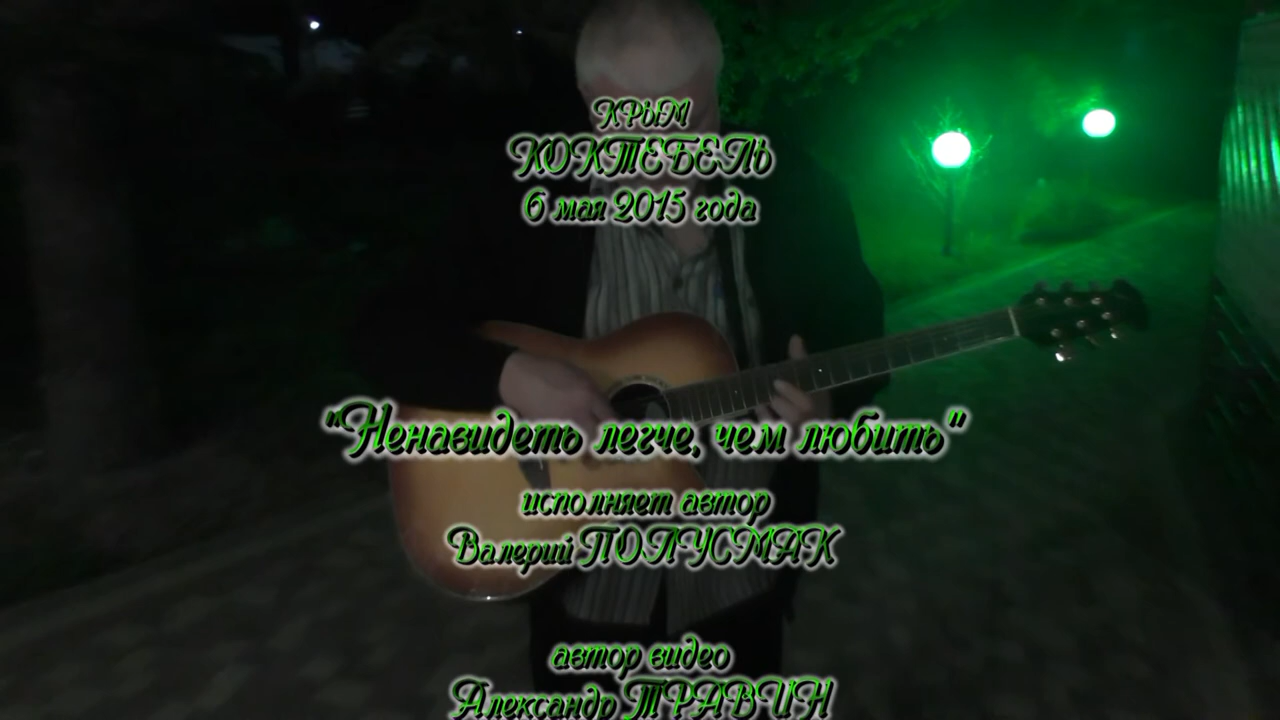 КРЫМ
КОКТЕБЕЛЬ
6 мая 2015 года
"Ненавидеть легче, чем любить"
исполняет автор
Валерий ПОЛУСМАК
автор видео
Александр ТРАВИН